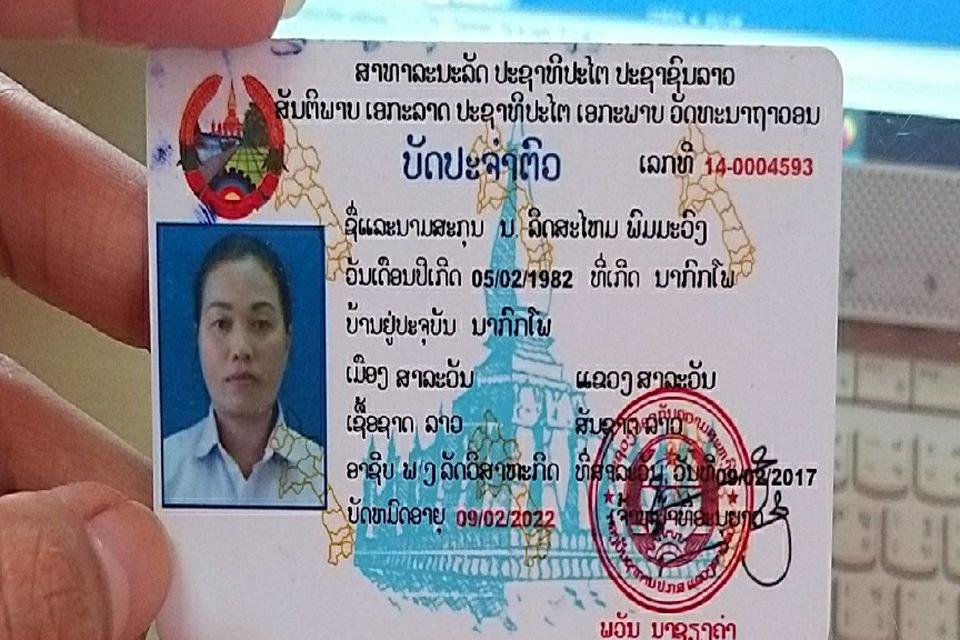 ສາທາລະນະລັດ ປະຊາທິປະໄຕ ປະຊາຊົນລາວ
ສັນຕິພາບ ເອກະລາດ ປະຊາທິປະໄຕ ເອກະພາບ ວັດທະນາຖາວອນ
ບັດປະຈຳຕົວ ເລກທີ 14-0004593
ຊື່ແລະນາມສະກຸນ ນ. ລິດສະໄຫມ ພິມມະວົງ
ວັນເດືອນປີເກີດ 05/02/1982 ທີ່ເກີດ ນາກົກໂພ
ບ້ານຢູ່ປະຈຸບັນ ນາກົກໂພ
ເມືອງ ສາລະວັນ ແຂວງ ສາລະວັນ
ເຊື້ອຊາດ ລາວ ສັນຊາດ ລາວ
ອາຊີບ ພ/ງ ລັດວິສາຫະກິດ ທີ່ສາລະວັນ, ວັນທີ 09/02/2017
ບັດຫມົດອາຍຸ 09/02/2022
ພວັນ